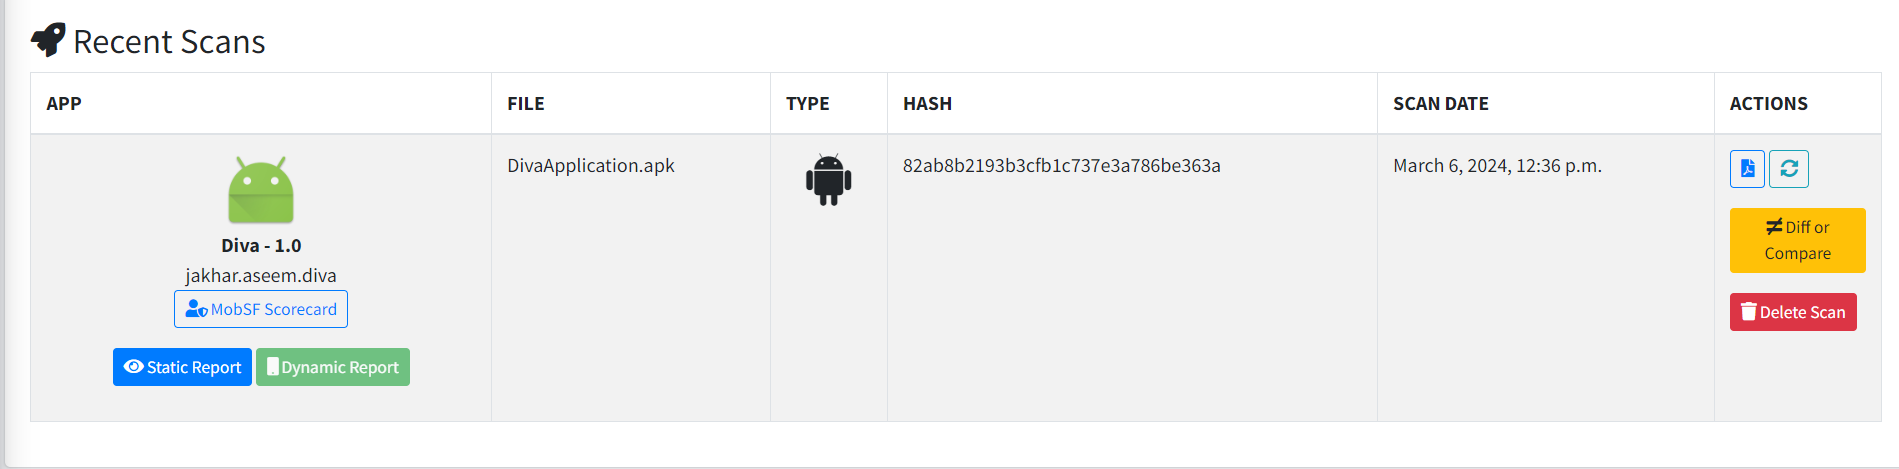 Recent Scans
APP
FILE
TYPE
HASH
SCAN DATE
ACTIONS
Diva - 1.0
jakhar.aseem.diva
MobSF Scorecard
Static Report
Dynamic Report
DivaApplication.apk
82ab8b2193b3cfb1c737e3a786be363a
March 6, 2024, 12:36 p.m.
Diff or
Compare
Delete Scan